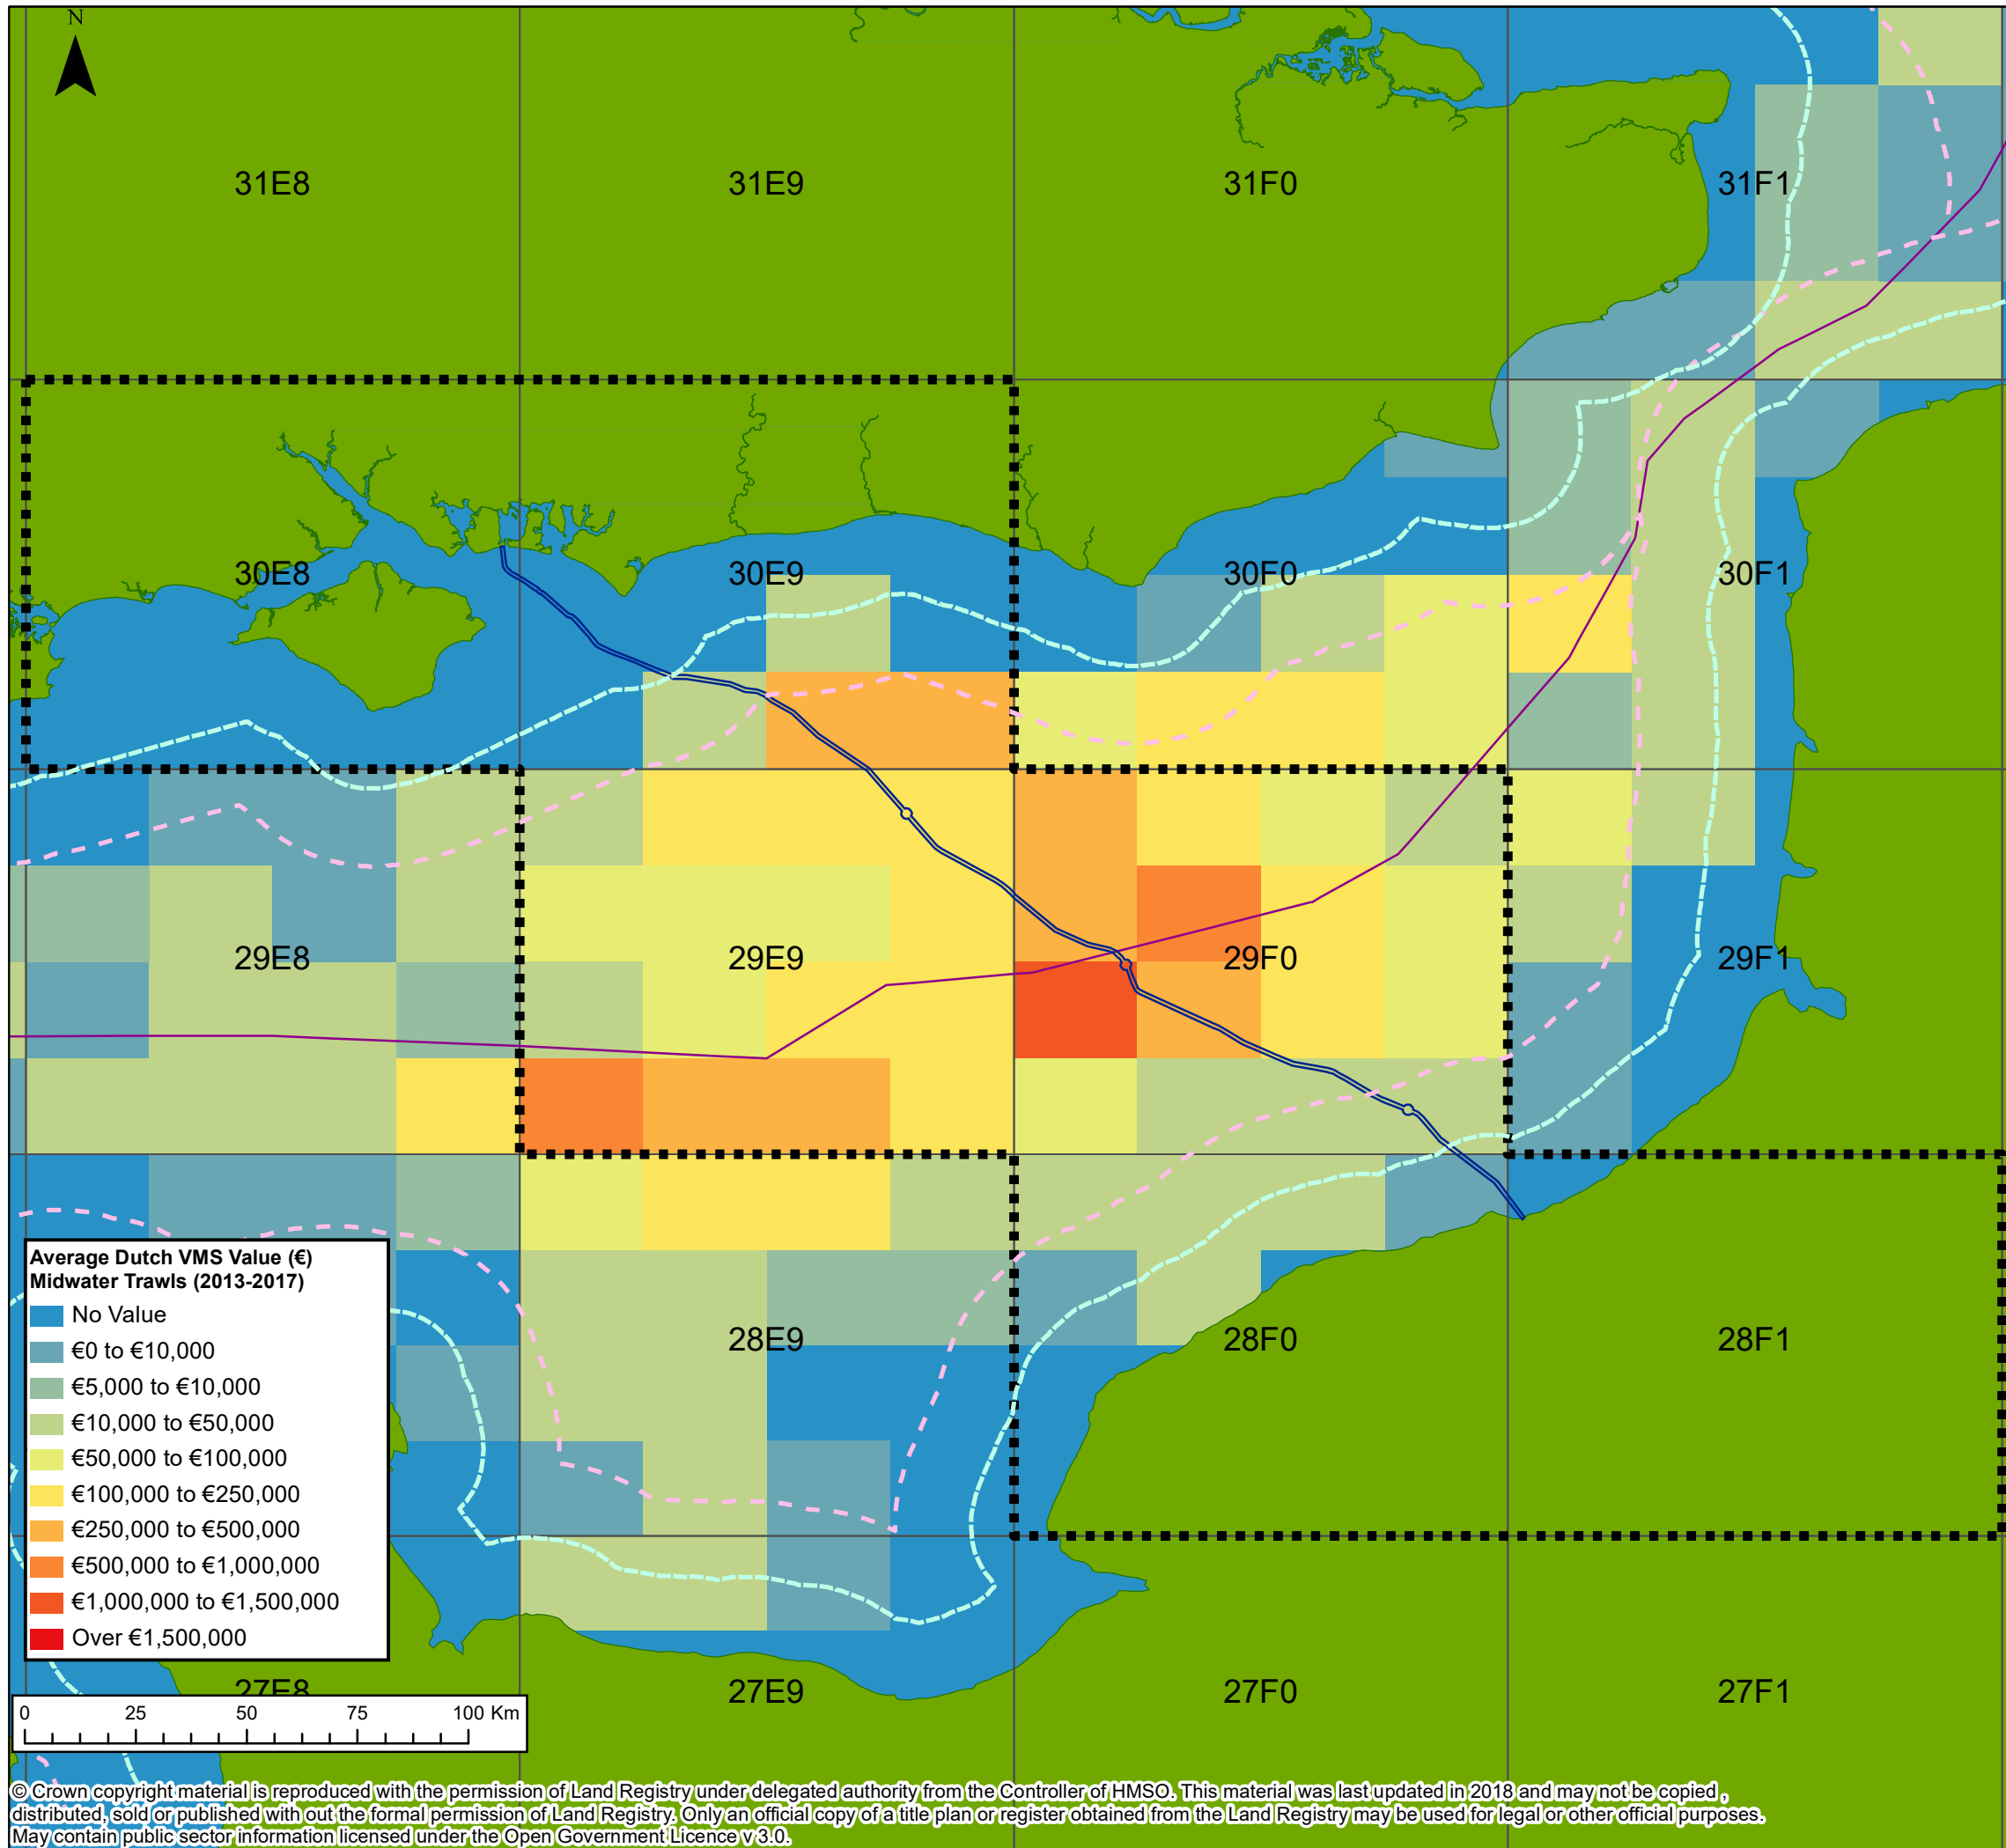 N
31E8
31E9
31F0
31F1
30E8
30E9
30F0
30F1
29E8
29E9
29F0
29F1
28E9
28F0
28F1
Average Dutch VMS Value (€)
Midwater Trawls (2013-2017)
No Value
€0 to €10,000
€5,000 to €10,000
€10,000 to €50,000
€50,000 to €100,000
€100,000 to €250,000
€250,000 to €500,000
€500,000 to €1,000,000
€1,000,000 to €1,500,000
Over €1,500,000
27E8
27E9
27F0
27F1
0 25 50 75 100 Km
© Crown copyright material is reproduced with the permission of Land Registry under delegated authority from the Controller of HMSO. This material was last updated in 2018 and may not be copied ,
distributed, sold or published with out the formal permission of Land Registry. Only an official copy of a title plan or register obtained from the Land Registry may be used for legal or other official purposes.
May contain public sector information licensed under the Open Government Licence v 3.0.